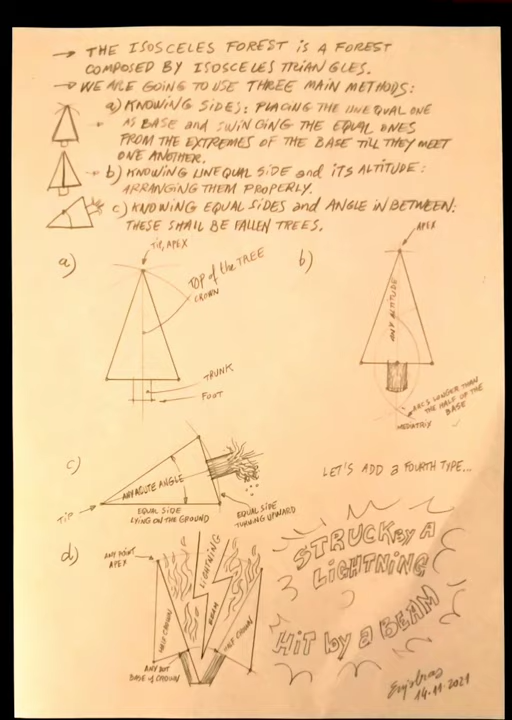 → THE ISOSCELES FOREST is a FOREST
COMPOSED BY ISOSCELES TRIANGLES.
→ WE ARE GOING TO USE THREE MAIN METHODS:
a) KNOWING SIDES: PLACING THE UNEQUAL ONE
AS BASE and SWINGING THE EQUAL ONES
FROM THE EXTREMES OF THE BASE TILL THEY MEET
ONE ANOTHER.
b) KNOWING UNEQUAL SIDE and ITS ALTITUDE:
ARRANGING THEM PROPERLY.
c) KNOWING EQUAL SIDES and ANGLE IN BETWEEN:
THESE SHALL BE FALLEN TREES.
a)
TIP, APEX
TOP of the TREE
CROWN
TRUNK
FOOT
b)
APEX
ANY ALTITUDE
ARCS LONGER THAN
THE HALF OF THE
BASE
MEDIATRIX
c)
ANY ACUTE ANGLE
TIP
EQUAL SIDE
LYING ON THE GROUND
EQUAL SIDE
TURNING UPWARD
LET'S ADD a FOURTH TYPE...
d)
ANY POINT
APEX
HALF CROWN
LIGHTNING
BEAM
HALF CROWN
BASE of CROWN
STRUCK by A
LIGHTNING
HIT by a BEAM
14.11.2021